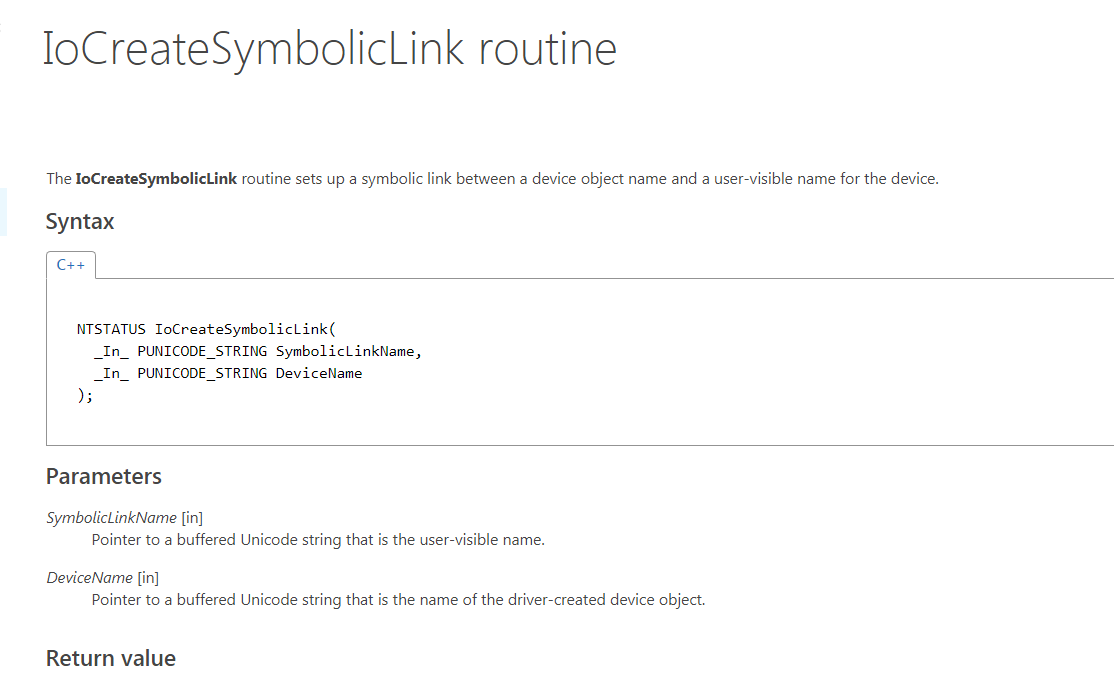 IoCreateSymbolicLink routine
The IoCreateSymbolicLink routine sets up a symbolic link between a device object name and a user-visible name for the device.
Syntax
C++
NTSTATUS IoCreateSymbolicLink(
  _In_ PUNICODE_STRING SymbolicLinkName,
  _In_ PUNICODE_STRING DeviceName
);
Parameters
SymbolicLinkName [in]
Pointer to a buffered Unicode string that is the user-visible name.
DeviceName [in]
Pointer to a buffered Unicode string that is the name of the driver-created device object.
Return value